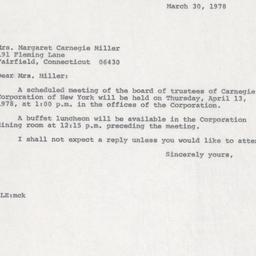 March 30, 1978
Mrs. Margaret Carnegie Miller
191 Fleming Lane
Fairfield, Connecticut 06430
Dear Mrs. Miller:
A scheduled meeting of the board of trustees of Carnegie
Corporation of New York will be held on Thursday, April 13,
1978, at 1:00 p.m. in the offices of the Corporation.
A buffet luncheon will be available in the Corporation
dining room at 12:15 p.m. preceding the meeting.
I shall not expect a reply unless you would like to atte
Sincerely yours,
LE:mck